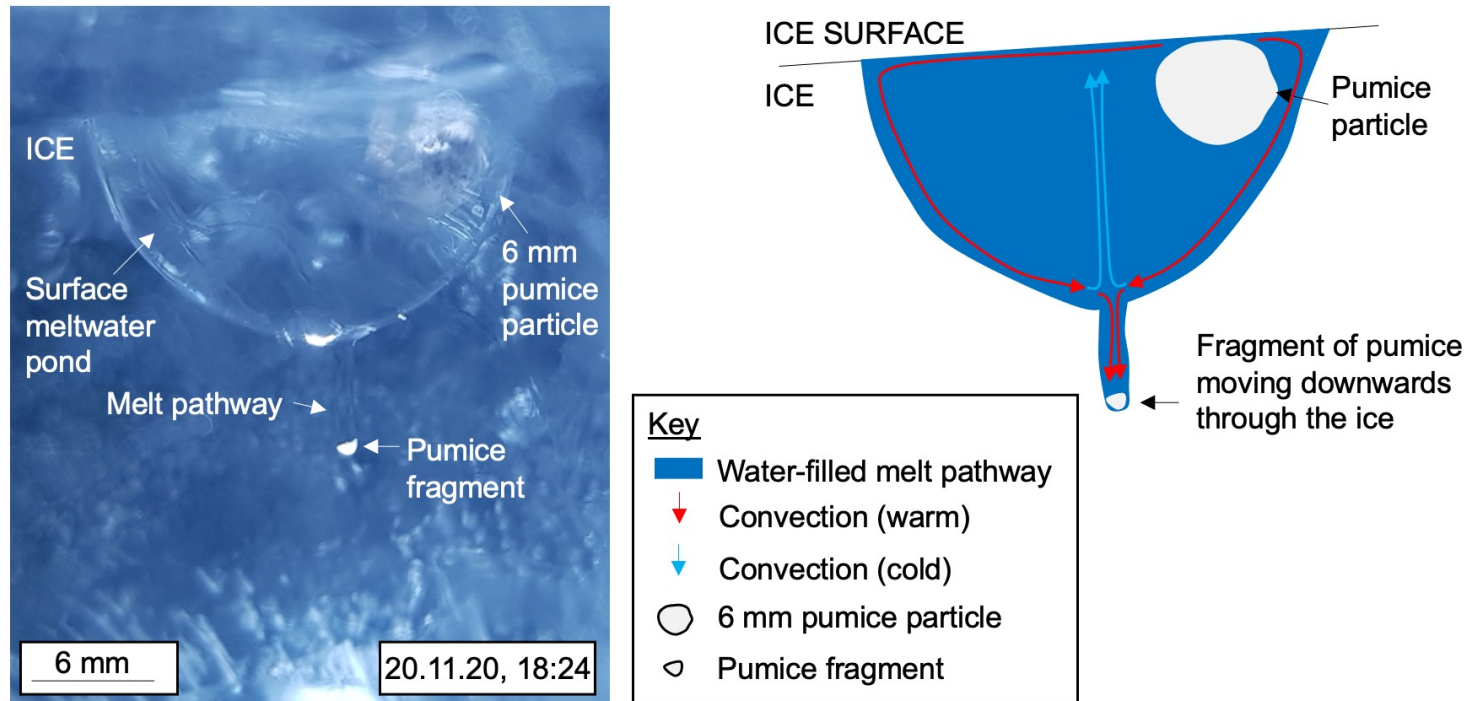 ICE
Surface
meltwater
pond
6 mm
pumice
particle
Melt pathway
Pumice
fragment
6 mm
20.11.20, 18:24
ICE SURFACE
ICE
Pumice
particle
Fragment of pumice
moving downwards
through the ice
Key
Water-filled melt pathway
Convection (warm)
Convection (cold)
6 mm pumice particle
Pumice fragment